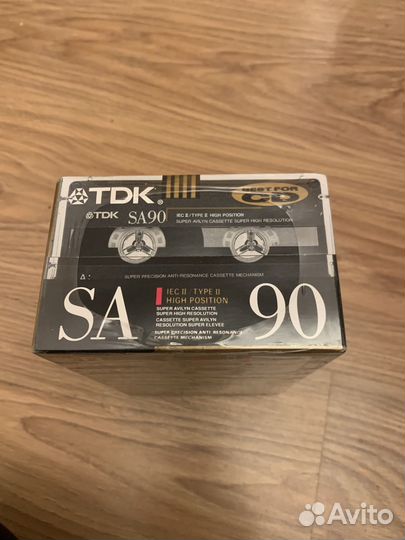 TDK®
BEST FOR CD
TDK SA90 IEC II/TYPE II HIGH POSITION
SUPER AVILYN CASSETTE SUPER HIGH RESOLUTION
SUPER PRECISION ANTI-RESONANCE CASSETTE MECHANISM
SA 90
IEC II / TYPE II
HIGH POSITION
SUPER AVILYN CASSETTE
SUPER HIGH RESOLUTION
CASSETTE SUPER AVILYN
RESOLUTION SUPER ELEVEE
SUPER PRECISION ANTI-RESONANCE
CASSETTE MECHANISM
Avito